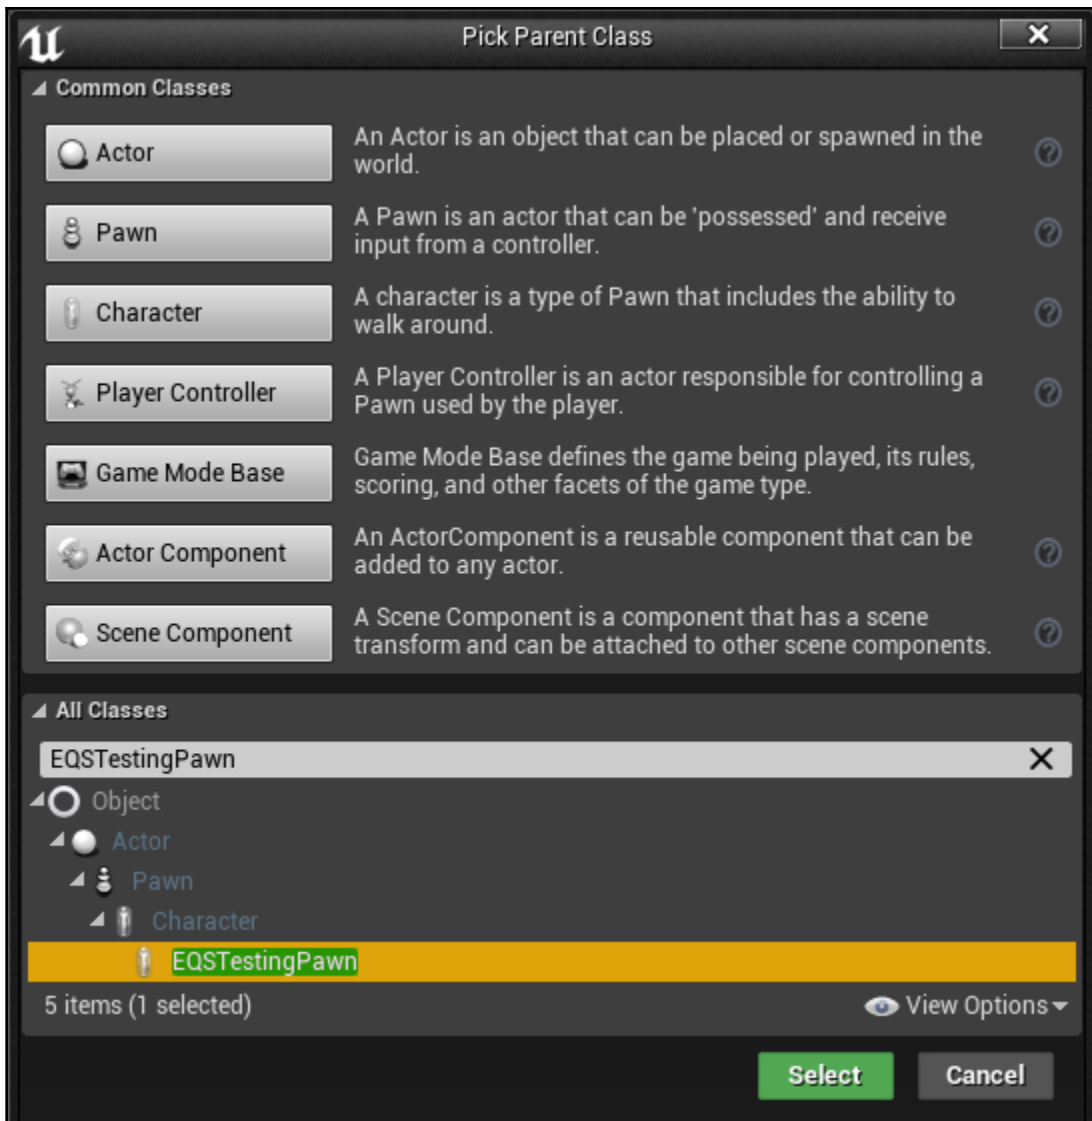 Pick Parent Class
Common Classes
Actor
An Actor is an object that can be placed or spawned in the
world.
Pawn
A Pawn is an actor that can be 'possessed' and receive
input from a controller.
Character
A character is a type of Pawn that includes the ability to
walk around.
Player Controller
A Player Controller is an actor responsible for controlling a
Pawn used by the player.
Game Mode Base
Game Mode Base defines the game being played, its rules,
scoring, and other facets of the game type.
Actor Component
An ActorComponent is a reusable component that can be
added to any actor.
Scene Component
A Scene Component is a component that has a scene
transform and can be attached to other scene components.
All Classes
EQSTestingPawn
Object
Actor
Pawn
Character
EQSTestingPawn
5 items (1 selected)
View Options
Select
Cancel